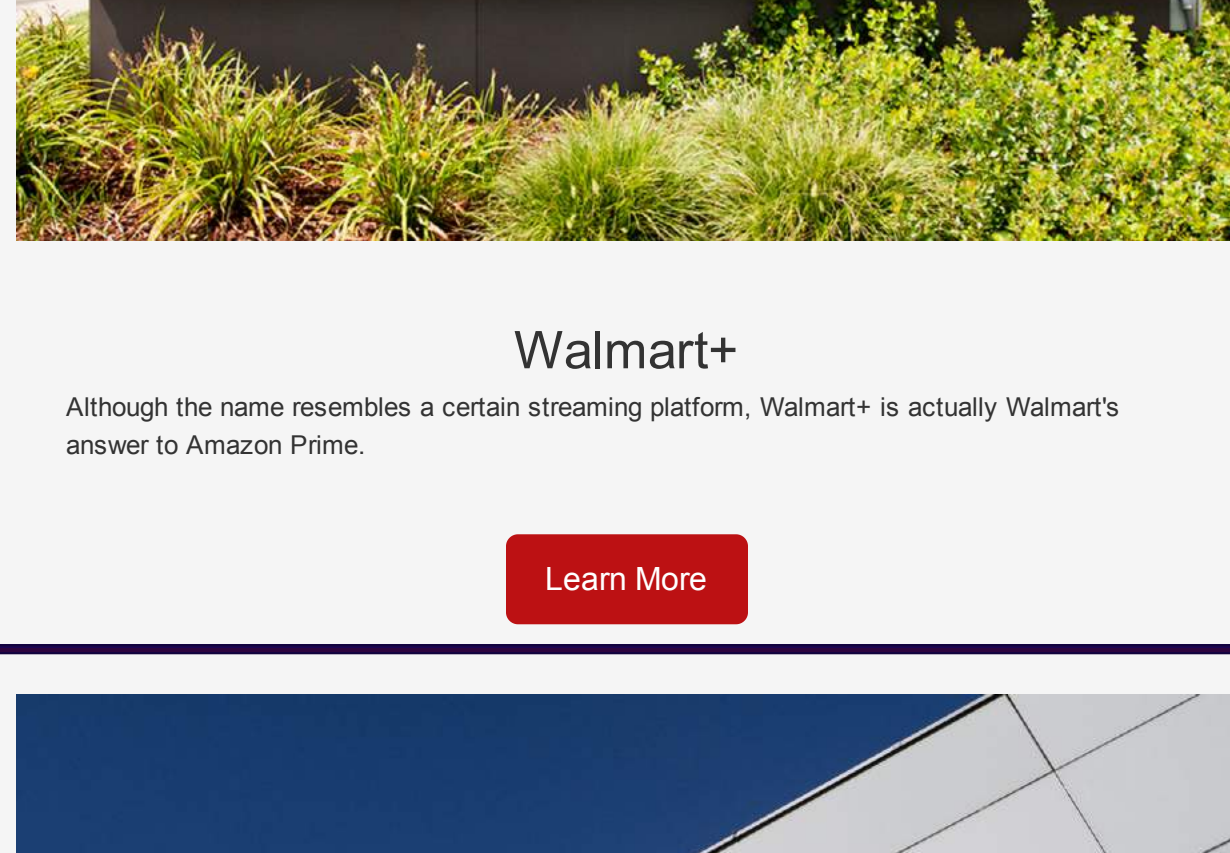 Walmart+
Although the name resembles a certain streaming platform, Walmart+ is actually Walmart's
answer to Amazon Prime.
Learn More